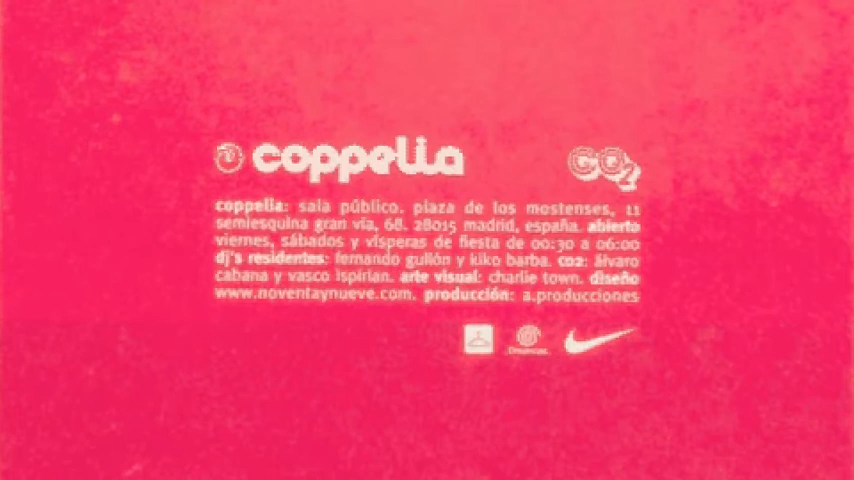 coppelia CO2
coppelia: sala público. plaza de los mostenses, 11
semiesquina gran vía, 68. 28015 madrid, españa. abierto
viernes, sábados y vísperas de fiesta de 00:30 a 06:00
dj's residentes: fernando gullón y kiko barba. co2: álvaro
cabana y vasco ispirian. arte visual: charlie town. diseño
www.noventaynueve.com. producción: a.producciones
Dreamcast.